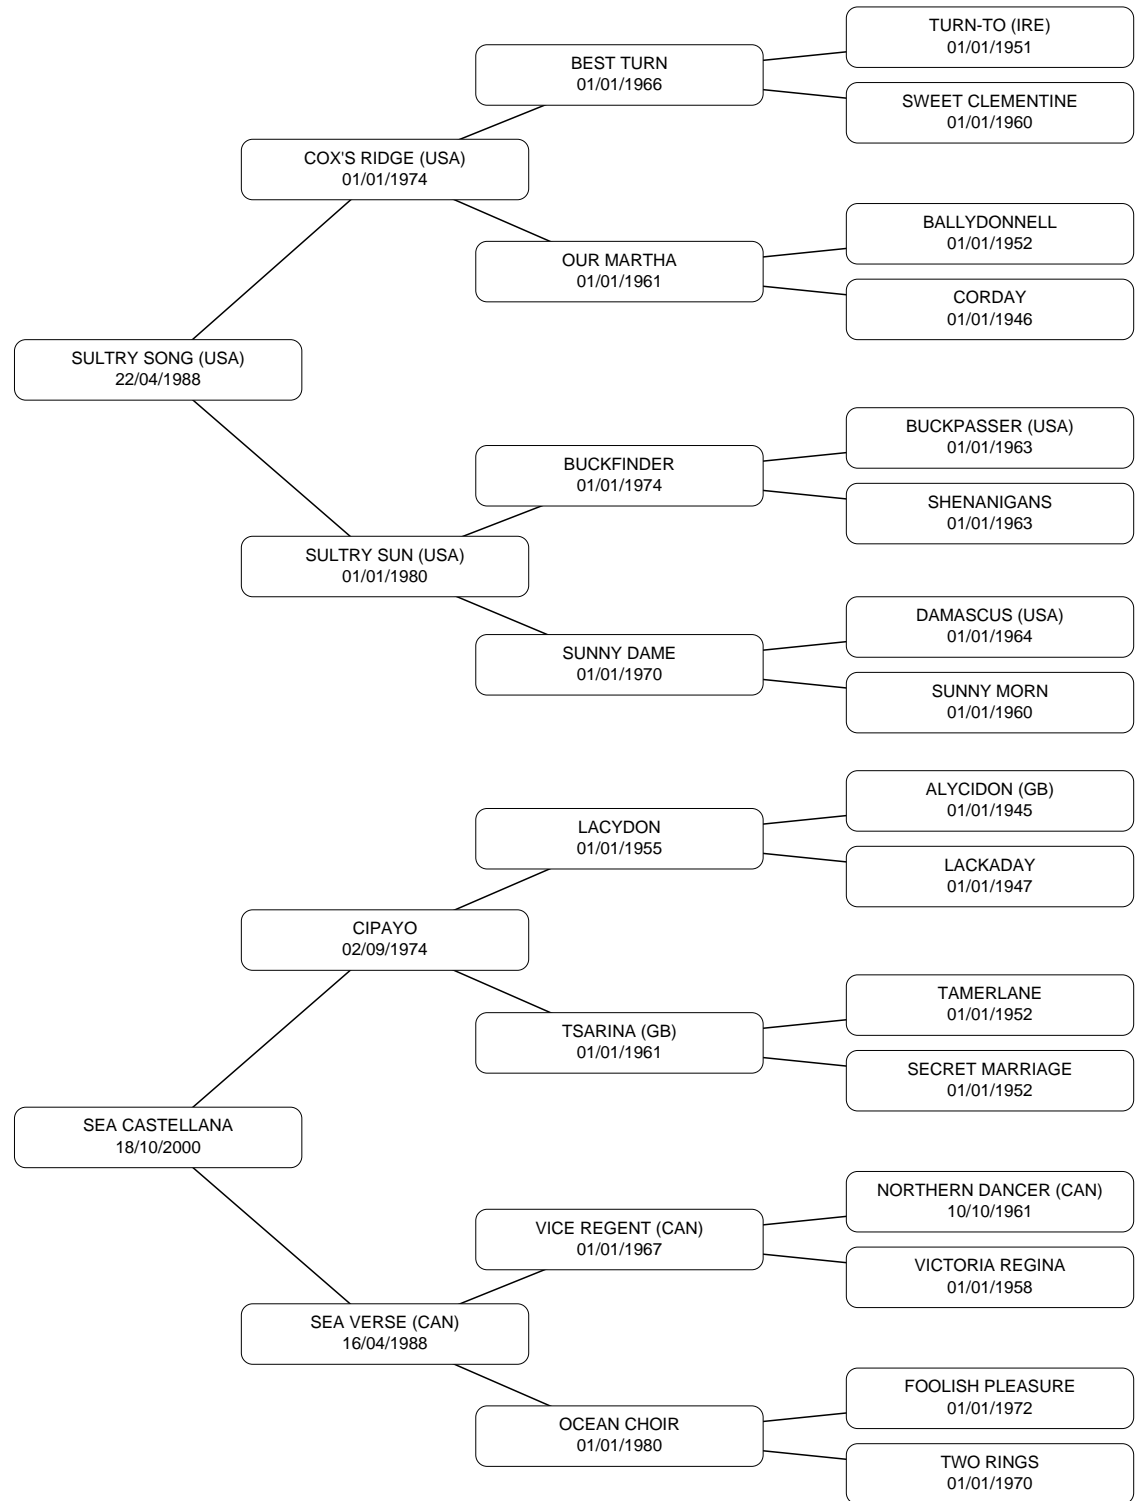 TURN-TO (IRE)
01/01/1951
BEST TURN
01/01/1966
SWEET CLEMENTINE
01/01/1960
COX'S RIDGE (USA)
01/01/1974
BALLYDONNELL
01/01/1952
OUR MARTHA
01/01/1961
CORDAY
01/01/1946
SULTRY SONG (USA)
22/04/1988
BUCKPASSER (USA)
01/01/1963
BUCKFINDER
01/01/1974
SHENANIGANS
01/01/1963
SULTRY SUN (USA)
01/01/1980
DAMASCUS (USA)
01/01/1964
SUNNY DAME
01/01/1970
SUNNY MORN
01/01/1960
ALYCIDON (GB)
01/01/1945
LACYDON
01/01/1955
LACKADAY
01/01/1947
CIPAYO
02/09/1974
TAMERLANE
01/01/1952
TSARINA (GB)
01/01/1961
SECRET MARRIAGE
01/01/1952
SEA CASTELLANA
18/10/2000
NORTHERN DANCER (CAN)
10/10/1961
VICE REGENT (CAN)
01/01/1967
VICTORIA REGINA
01/01/1958
SEA VERSE (CAN)
16/04/1988
FOOLISH PLEASURE
01/01/1972
OCEAN CHOIR
01/01/1980
TWO RINGS
01/01/1970